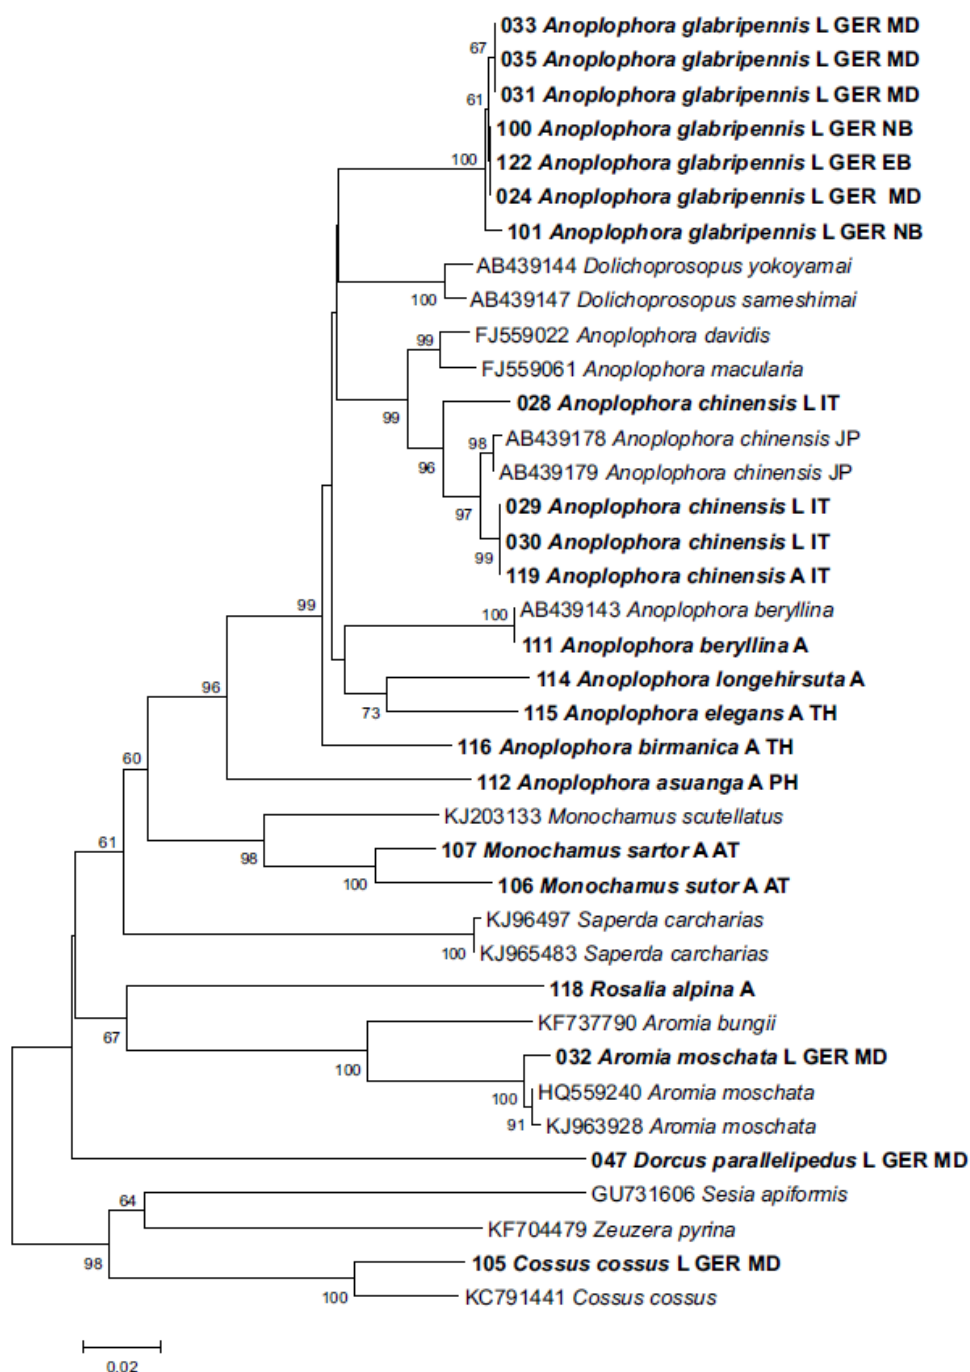 033 Anoplophora glabripennis L GER MD
67
035 Anoplophora glabripennis L GER MD
031 Anoplophora glabripennis L GER MD
61
100 Anoplophora glabripennis L GER NB
100
122 Anoplophora glabripennis L GER EB
024 Anoplophora glabripennis L GER MD
101 Anoplophora glabripennis L GER NB
AB439144 Dolichoprosopus yokoyamai
100
AB439147 Dolichoprosopus sameshimai
FJ559022 Anoplophora davidis
99
FJ559061 Anoplophora macularia
99
028 Anoplophora chinensis L IT
98
AB439178 Anoplophora chinensis JP
96
AB439179 Anoplophora chinensis JP
97
029 Anoplophora chinensis L IT
030 Anoplophora chinensis L IT
99
119 Anoplophora chinensis A IT
99
100
AB439143 Anoplophora beryllina
111 Anoplophora beryllina A
96
114 Anoplophora longehirsuta A
73
115 Anoplophora elegans A TH
116 Anoplophora birmanica A TH
60
112 Anoplophora asuanga A PH
KJ203133 Monochamus scutellatus
61
98
107 Monochamus sartor A AT
100
106 Monochamus sutor A AT
KJ96497 Saperda carcharias
100
KJ965483 Saperda carcharias
118 Rosalia alpina A
67
KF737790 Aromia bungii
100
032 Aromia moschata L GER MD
100
HQ559240 Aromia moschata
91
KJ963928 Aromia moschata
047 Dorcus parallelipedus L GER MD
64
GU731606 Sesia apiformis
KF704479 Zeuzera pyrina
98
105 Cossus cossus L GER MD
100
KC791441 Cossus cossus
0.02